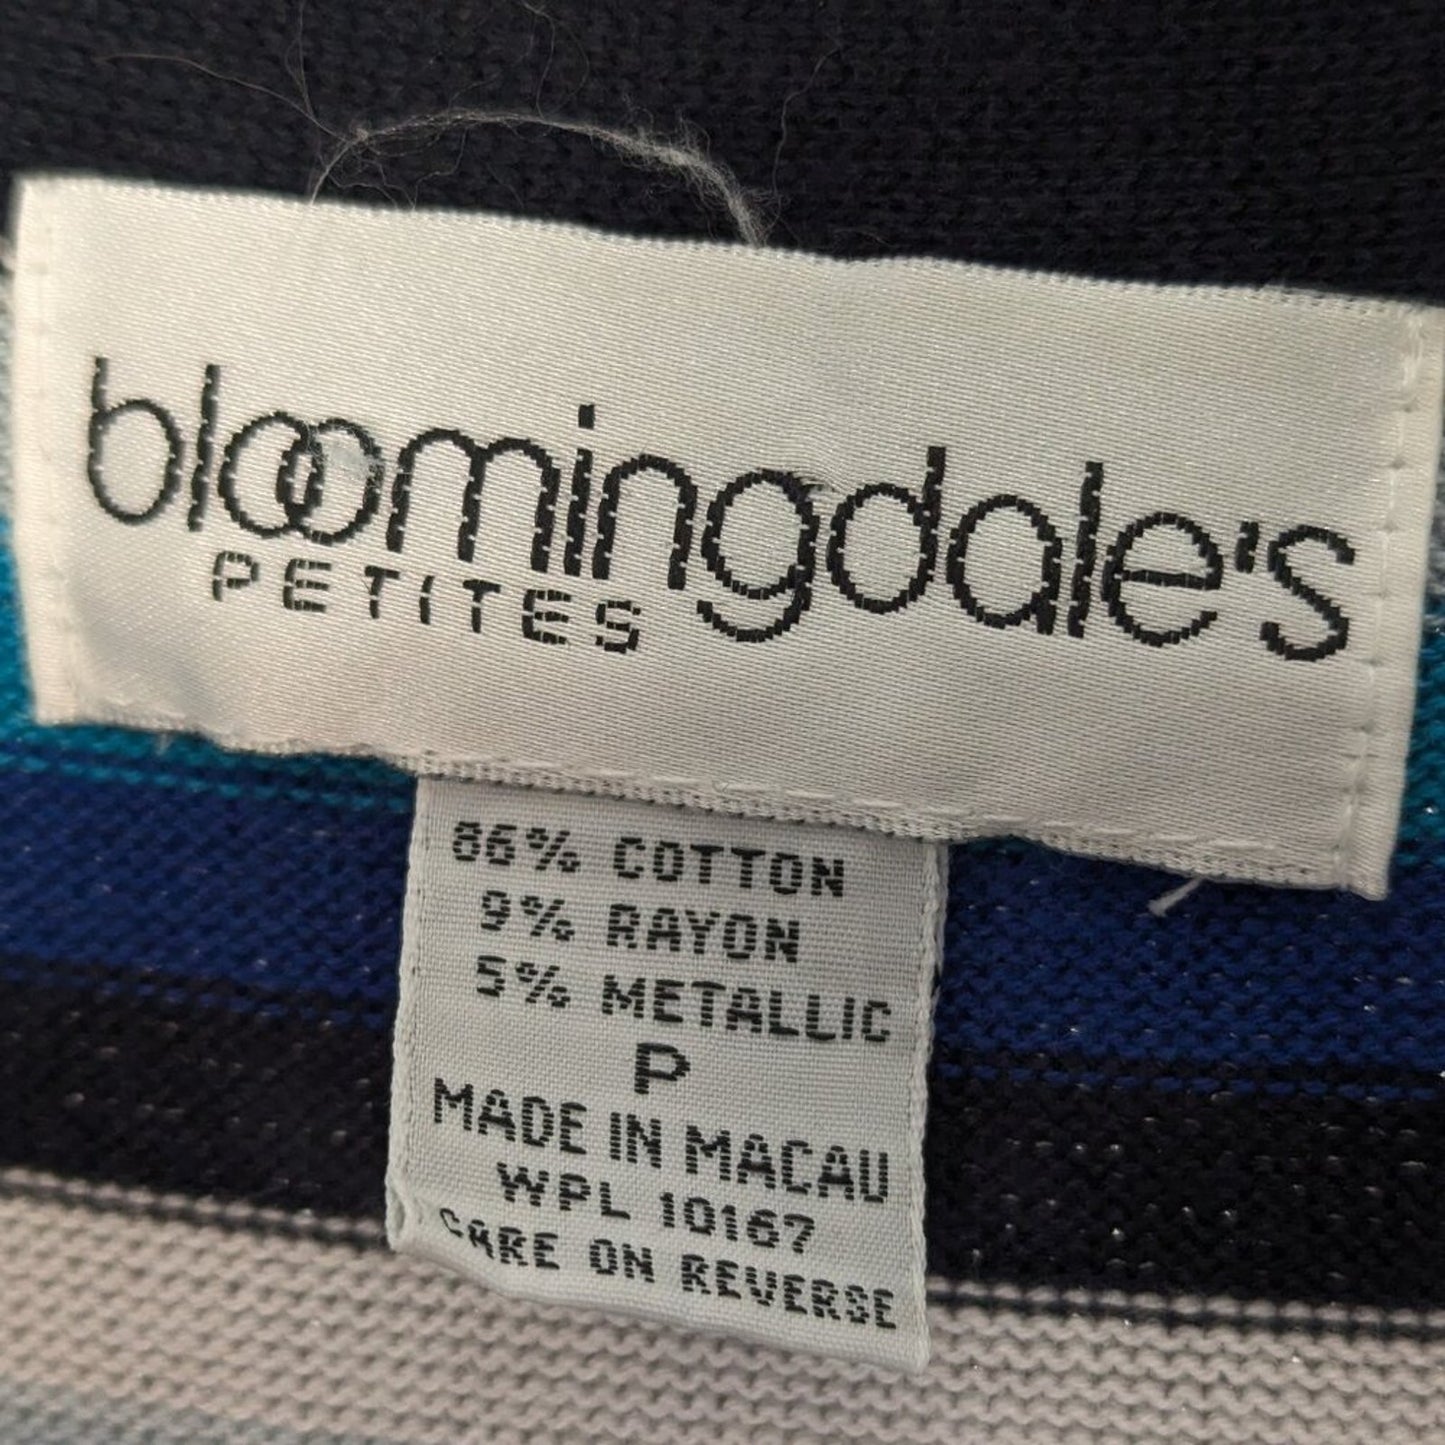 bloomingdale's
PETITES
86% COTTON
9% RAYON
5% METALLIC
P
MADE IN MACAU
WPL 10167
CARE ON REVERSE